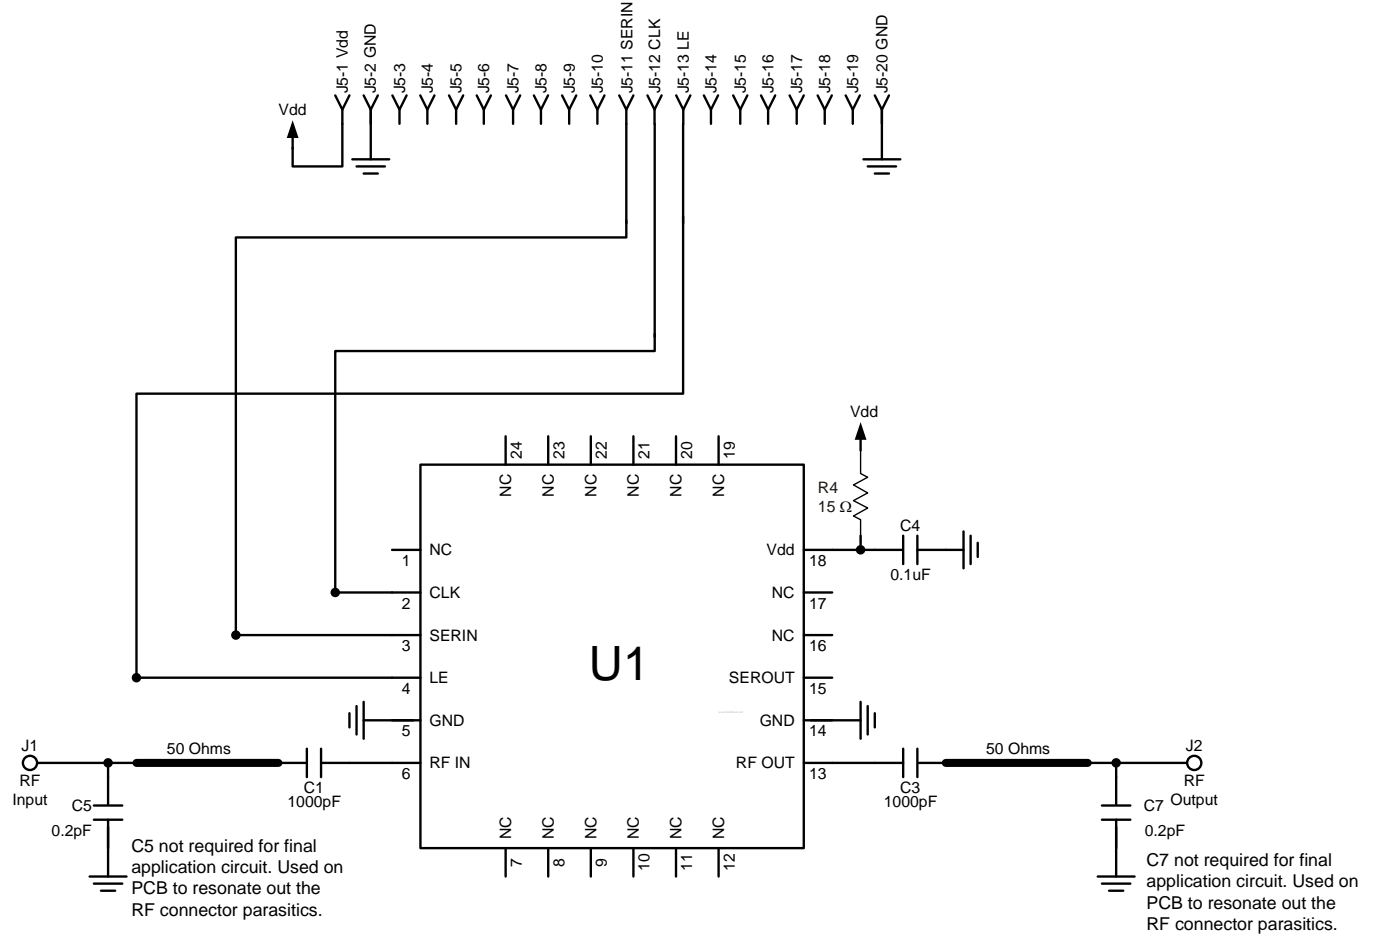 J5-1 Vdd
J5-2 GND
J5-3
J5-4
J5-5
J5-6
J5-7
J5-8
J5-9
J5-10
J5-11 SERIN
J5-12 CLK
J5-13 LE
J5-14
J5-15
J5-16
J5-17
J5-18
J5-19
J5-20 GND
Vdd
Vdd
R4
15 Ω
C4
0.1uF
24
23
22
21
20
19
NC
NC
NC
NC
NC
NC
1
NC
2
CLK
3
SERIN
4
LE
5
GND
6
RF IN
U1
Vdd
18
NC
17
NC
16
SEROUT
15
GND
14
RF OUT
13
NC
NC
NC
NC
NC
NC
7
8
9
10
11
12
J1
RF
Input
50 Ohms
C1
1000pF
C5
0.2pF
C5 not required for final
application circuit. Used on
PCB to resonate out the
RF connector parasitics.
C3
1000pF
50 Ohms
J2
RF
Output
C7
0.2pF
C7 not required for final
application circuit. Used on
PCB to resonate out the
RF connector parasitics.